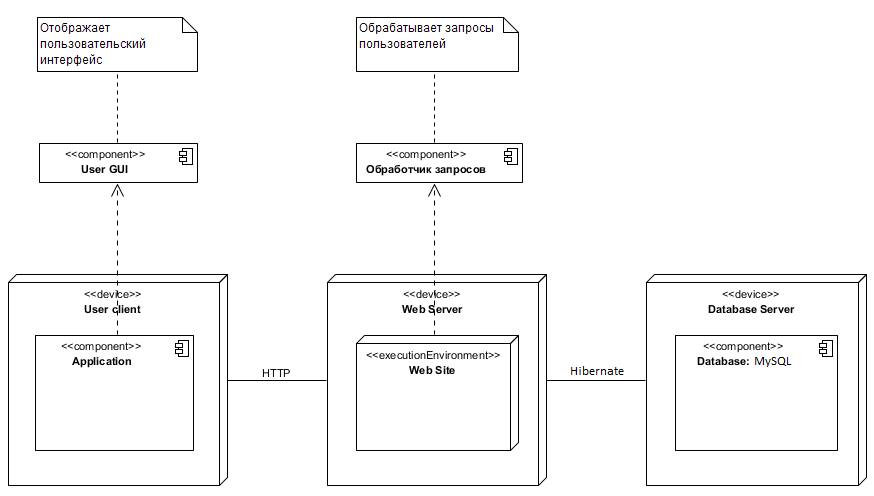 Отображает
пользовательский
интерфейс
Обрабатывает запросы
пользователей
<<component>>
User GUI
<<component>>
Обработчик запросов
<<device>>
User client
<<component>>
Application
HTTP
<<device>>
Web Server
<<executionEnvironment>>
Web Site
Hibernate
<<device>>
Database Server
<<component>>
Database: MySQL